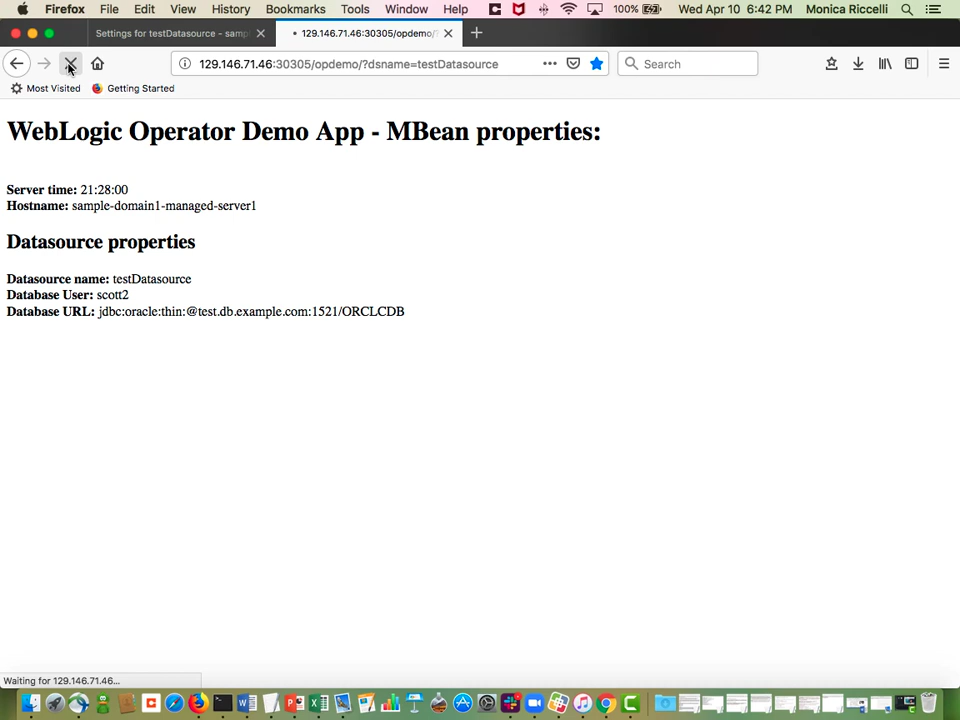 Firefox File Edit View History Bookmarks Tools Window Help 100% Wed Apr 10 6:42 PM Monica Riccelli
Settings for testDatasource - samp
129.146.71.46:30305/opdemo/?
129.146.71.46:30305/opdemo/?dsname=testDatasource
Search
Most Visited Getting Started
WebLogic Operator Demo App - MBean properties:
Server time: 21:28:00
Hostname: sample-domain1-managed-server1
Datasource properties
Datasource name: testDatasource
Database User: scott2
Database URL: jdbc:oracle:thin:@test.db.example.com:1521/ORCLCDB
Waiting for 129.146.71.46...